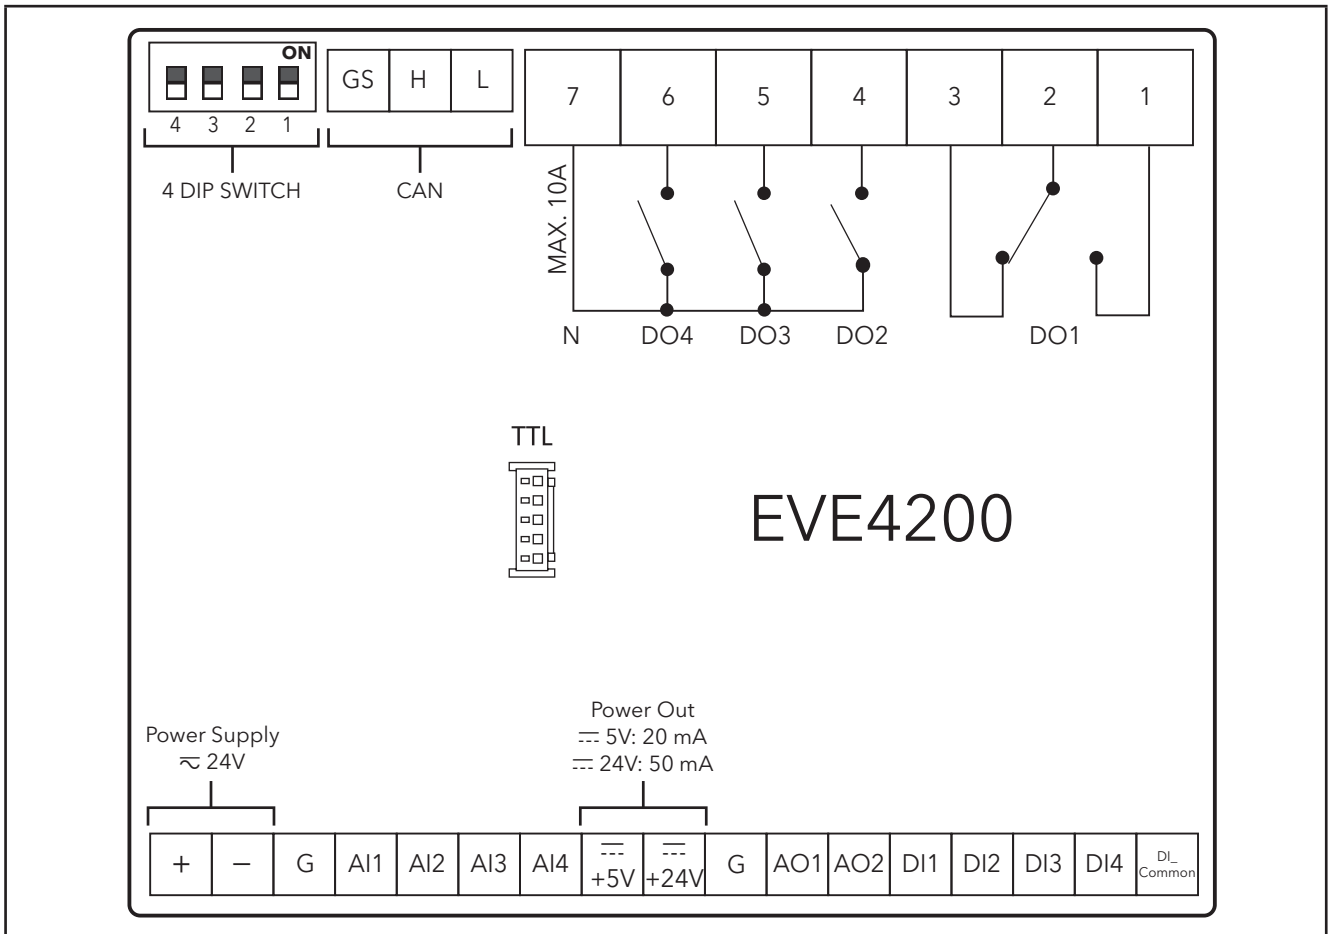 ON
4 3 2 1
4 DIP SWITCH
GS H L
CAN
7 6 5 4 3 2 1
MAX. 10A
N DO4 DO3 DO2 DO1
TTL
EVE4200
Power Supply
⏦ 24V
Power Out
⎓ 5V: 20 mA
⎓ 24V: 50 mA
+ − G AI1 AI2 AI3 AI4 ⎓ +5V ⎓ +24V G AO1 AO2 DI1 DI2 DI3 DI4 DI_
Common